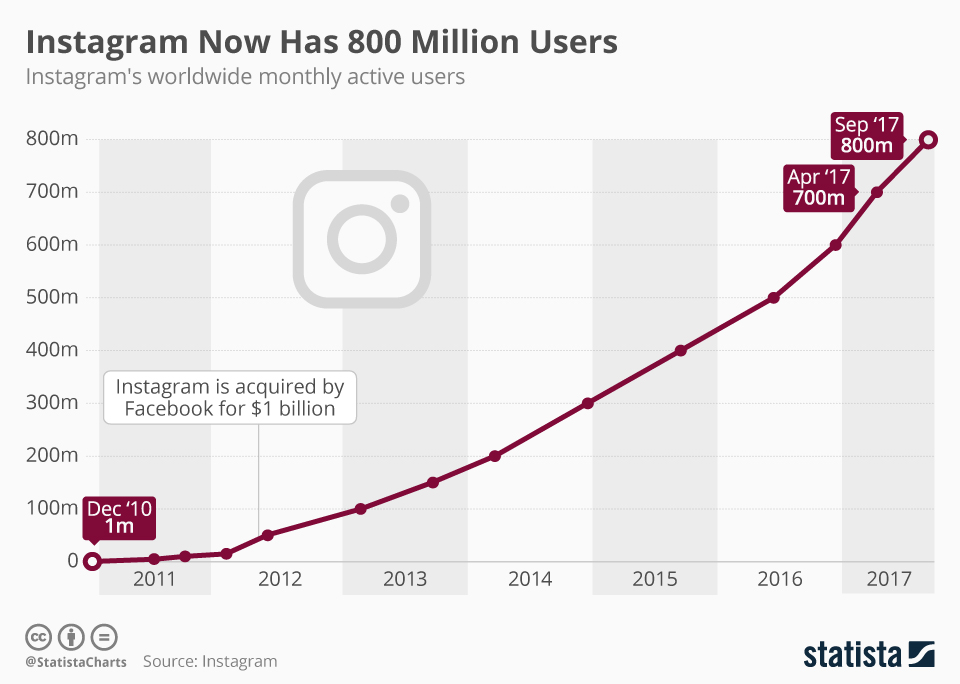 Instagram Now Has 800 Million Users
Instagram's worldwide monthly active users
800m
700m
600m
500m
400m
300m
200m
100m
0
Sep ‘17
800m
Apr ‘17
700m
Instagram is acquired by
Facebook for $1 billion
Dec ‘10
1m
2011 2012 2013 2014 2015 2016 2017
cc
@StatistaCharts Source: Instagram
statista